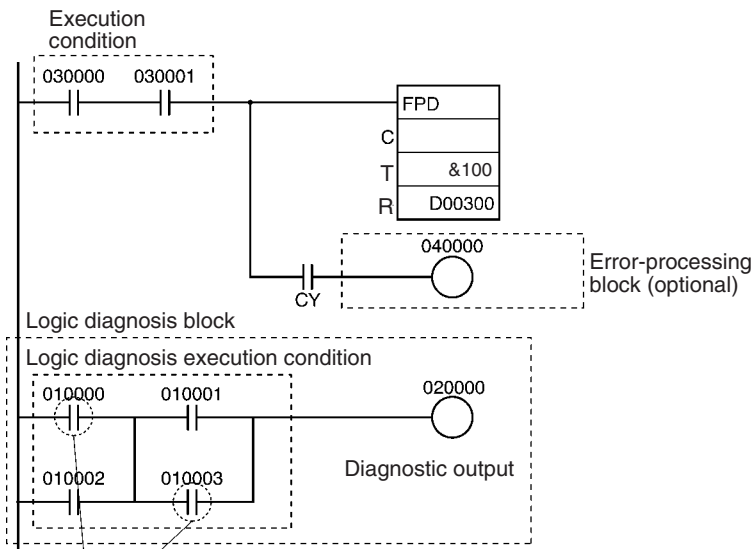 Execution
condition
030000 030001
FPD
C
T &100
R D00300
040000
CY
Error-processing
block (optional)
Logic diagnosis block
Logic diagnosis execution condition
010000 010001 020000
010002 010003
Diagnostic output